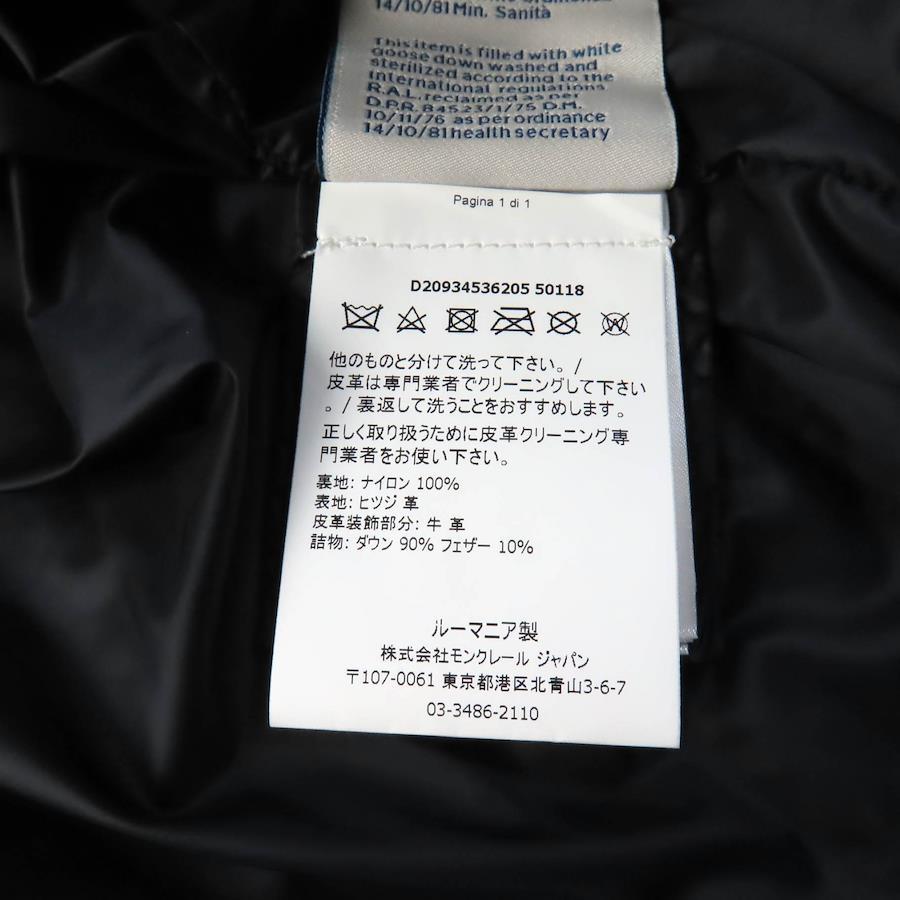 14/10/81 Min. Sanità
This item is filled with white
goose down washed and
sterilized according to the
international regulations
R.A.L. reclaimed as per
D.P.R. 845.23/1/75 D.M.
10/11/76 as per ordinance
14/10/81 health secretary
Pagina 1 di 1
D20934536205 50118
W
他のものと分けて洗って下さい。/
皮革は専門業者でクリーニングして下さい
。/ 裏返して洗うことをおすすめします。
正しく取り扱うために皮革クリーニング専
門業者をお使い下さい。
裏地: ナイロン 100%
表地: ヒツジ 革
皮革装飾部分: 牛 革
詰物: ダウン 90% フェザー 10%
ルーマニア製
株式会社モンクレール ジャパン
〒107-0061 東京都港区北青山3-6-7
03-3486-2110